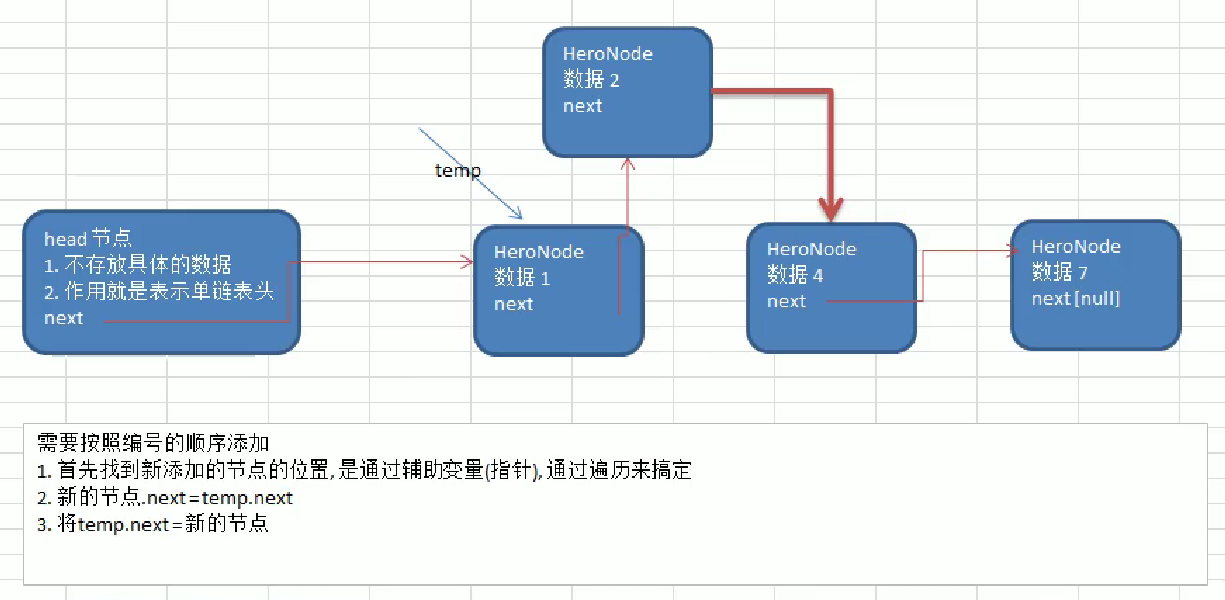 HeroNode
数据 2
next
temp
head 节点
1. 不存放具体的数据
2. 作用就是表示单链表头
next
HeroNode
数据 1
next
HeroNode
数据 4
next
HeroNode
数据 7
next [null]
需要按照编号的顺序添加
1. 首先找到新添加的节点的位置, 是通过辅助变量(指针), 通过遍历来搞定
2. 新的节点.next=temp.next
3. 将temp.next=新的节点